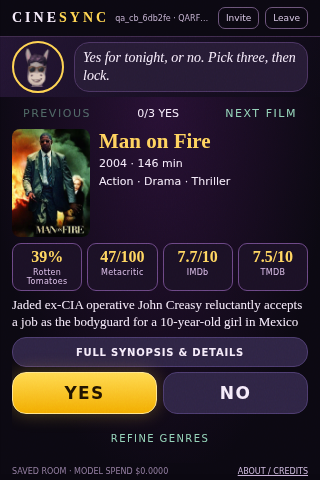 CINESYNC qa_cb_6db2fe · QARF... Invite Leave
Yes for tonight, or no. Pick three, then
lock.
PREVIOUS 0/3 YES NEXT FILM
Man on Fire
2004 · 146 min
Action · Drama · Thriller
MAN ON FIRE
39% 47/100 7.7/10 7.5/10
Rotten Tomatoes Metacritic IMDb TMDB
Jaded ex-CIA operative John Creasy reluctantly accepts
a job as the bodyguard for a 10-year-old girl in Mexico
FULL SYNOPSIS & DETAILS
YES NO
REFINE GENRES
SAVED ROOM · MODEL SPEND $0.0000 ABOUT / CREDITS